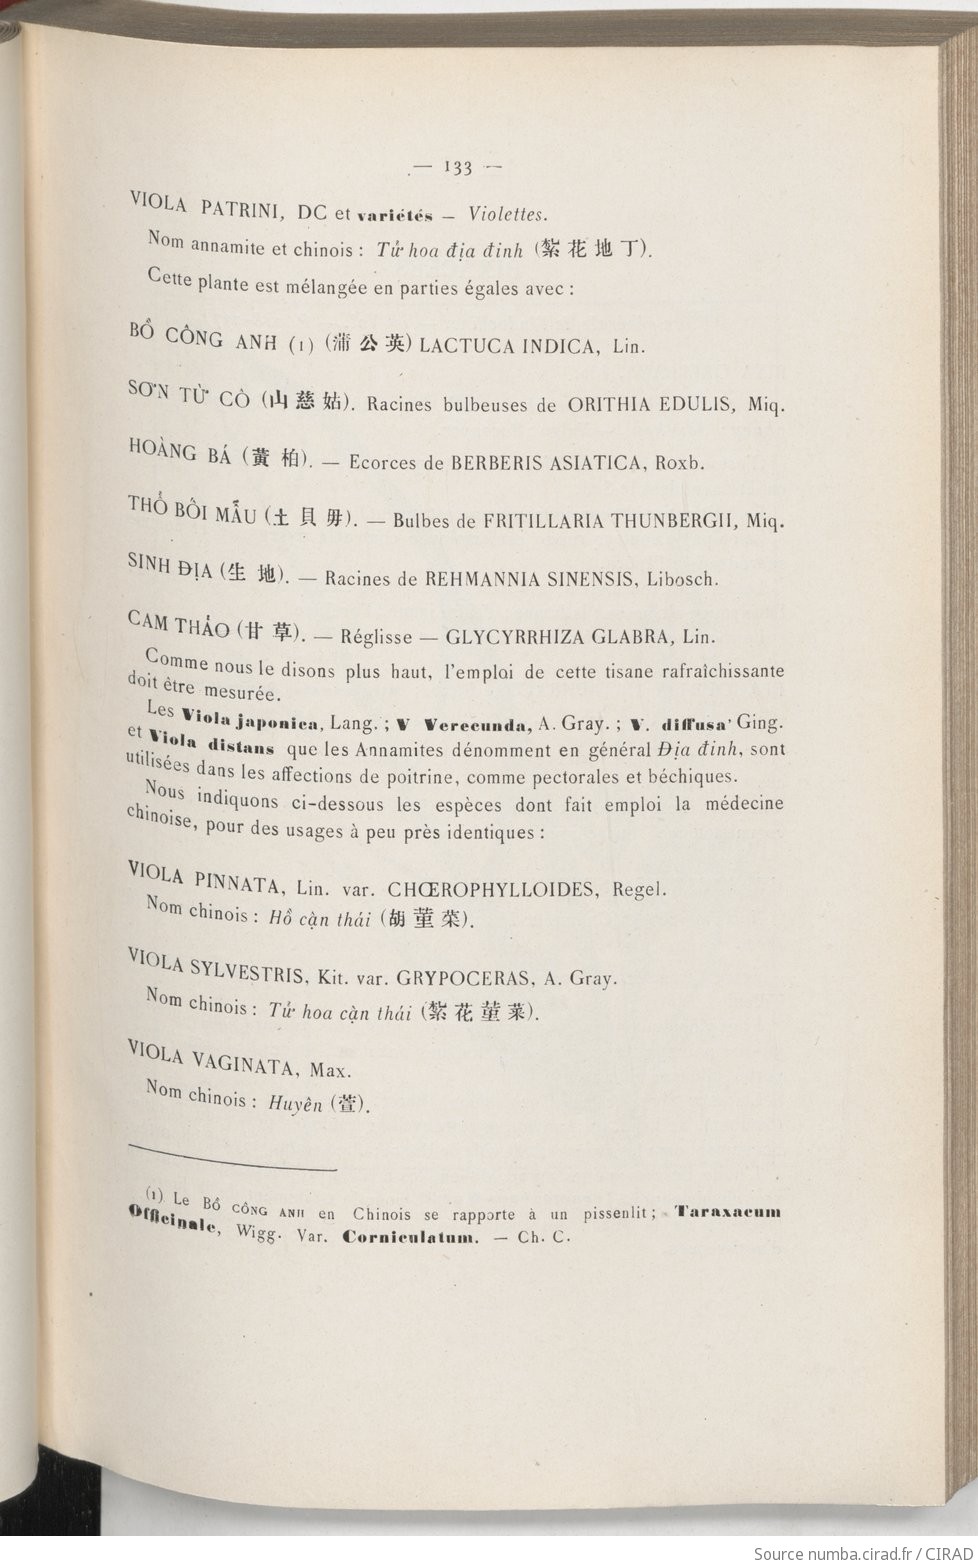 — 133 —
VIOLA PATRINI, DC et variétés — Violettes.
Nom annamite et chinois : Tử hoa địa đinh (紫花地丁).
Cette plante est mélangée en parties égales avec :
BỒ CÔNG ANH (1) (蒲公英) LACTUCA INDICA, Lin.
SƠN TỪ CÔ (山慈姑). Racines bulbeuses de ORITHIA EDULIS, Miq.
HOÀNG BÁ (黄柏). — Ecorces de BERBERIS ASIATICA, Roxb.
THỔ BỐI MẪU (土貝毋). — Bulbes de FRITILLARIA THUNBERGII, Miq.
SINH ĐỊA (生地). — Racines de REHMANNIA SINENSIS, Libosch.
CAM THẢO (甘草). — Réglisse — GLYCYRRHIZA GLABRA, Lin.
Comme nous le disons plus haut, l'emploi de cette tisane rafraîchissante
doit être mesurée.
Les Viola japonica, Lang. ; V Verecunda, A. Gray. ; V. diffusa' Ging.
et Viola distans que les Annamites dénomment en général Địa đinh, sont
utilisées dans les affections de poitrine, comme pectorales et béchiques.
Nous indiquons ci-dessous les espèces dont fait emploi la médecine
chinoise, pour des usages à peu près identiques :
VIOLA PINNATA, Lin. var. CHŒROPHYLLOIDES, Regel.
Nom chinois : Hồ cận thái (胡菫菜).
VIOLA SYLVESTRIS, Kit. var. GRYPOCERAS, A. Gray.
Nom chinois : Tử hoa cận thái (紫花菫菜).
VIOLA VAGINATA, Max.
Nom chinois : Huyên (萱).
(1) Le BỒ CÔNG ANH en Chinois se rapporte à un pissenlit ; Taraxacum
Officinale, Wigg. Var. Corniculatum. — Ch. C.
Source numba.cirad.fr / CIRAD